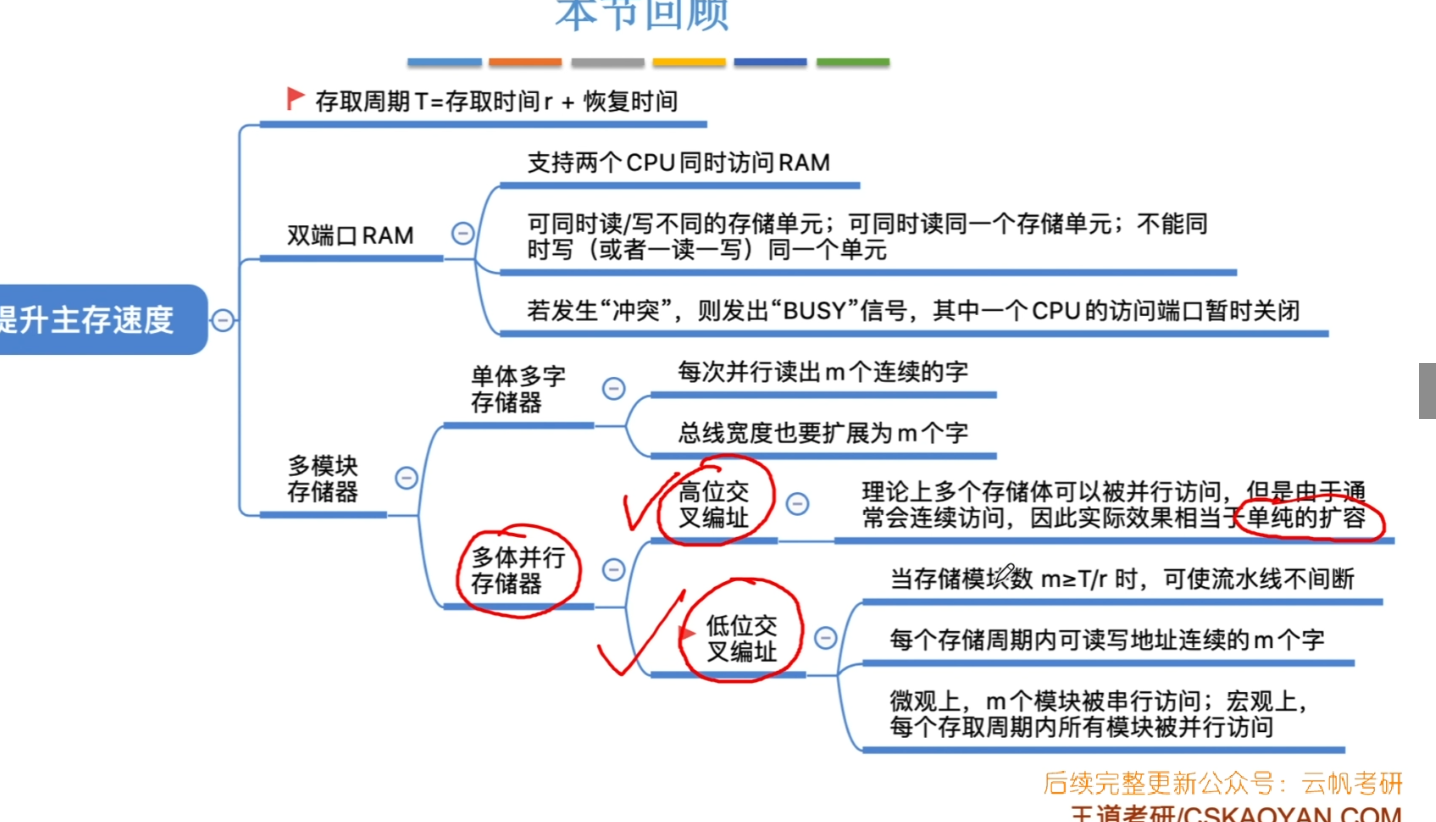 本节回顾
存取周期T=存取时间r + 恢复时间
支持两个CPU同时访问RAM
双端口RAM
可同时读/写不同的存储单元；可同时读同一个存储单元；不能同
时写（或者一读一写）同一个单元
若发生“冲突”，则发出“BUSY”信号，其中一个CPU的访问端口暂时关闭
提升主存速度
单体多字
存储器
每次并行读出m个连续的字
总线宽度也要扩展为m个字
多模块
存储器
高位交
叉编址
理论上多个存储体可以被并行访问，但是由于通
常会连续访问，因此实际效果相当于单纯的扩容
多体并行
存储器
低位交
叉编址
当存储模块数 m≥T/r 时，可使流水线不间断
每个存储周期内可读写地址连续的m个字
微观上，m个模块被串行访问；宏观上，
每个存取周期内所有模块被并行访问
后续完整更新公众号：云帆考研
王道考研/CSKAOYAN.COM